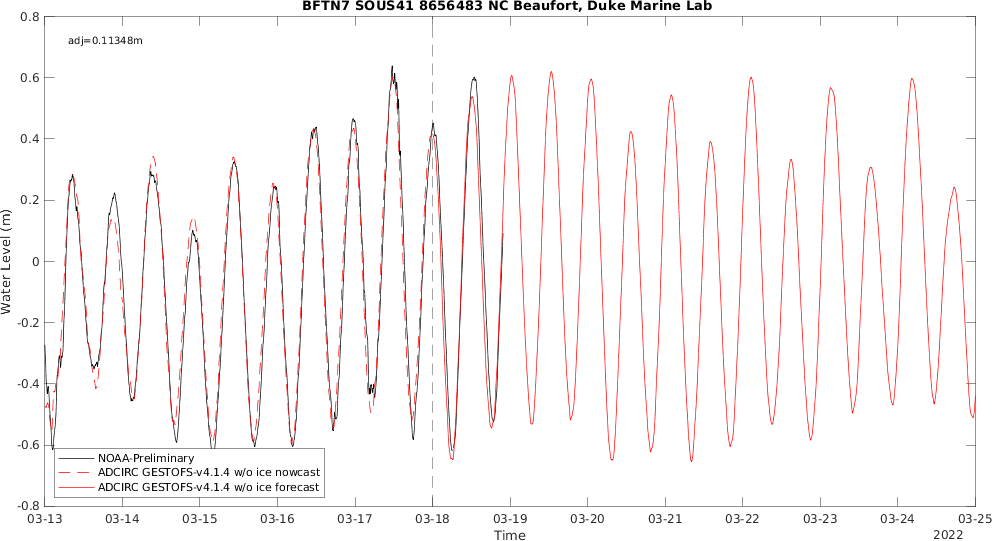 BFTN7 SOUS41 8656483 NC Beaufort, Duke Marine Lab
adj=0.11348m
Water Level (m)
0.8
0.6
0.4
0.2
0
-0.2
-0.4
-0.6
-0.8
NOAA-Preliminary
ADCIRC GESTOFS-v4.1.4 w/o ice nowcast
ADCIRC GESTOFS-v4.1.4 w/o ice forecast
03-13 03-14 03-15 03-16 03-17 03-18 03-19 03-20 03-21 03-22 03-23 03-24 03-25
Time
2022